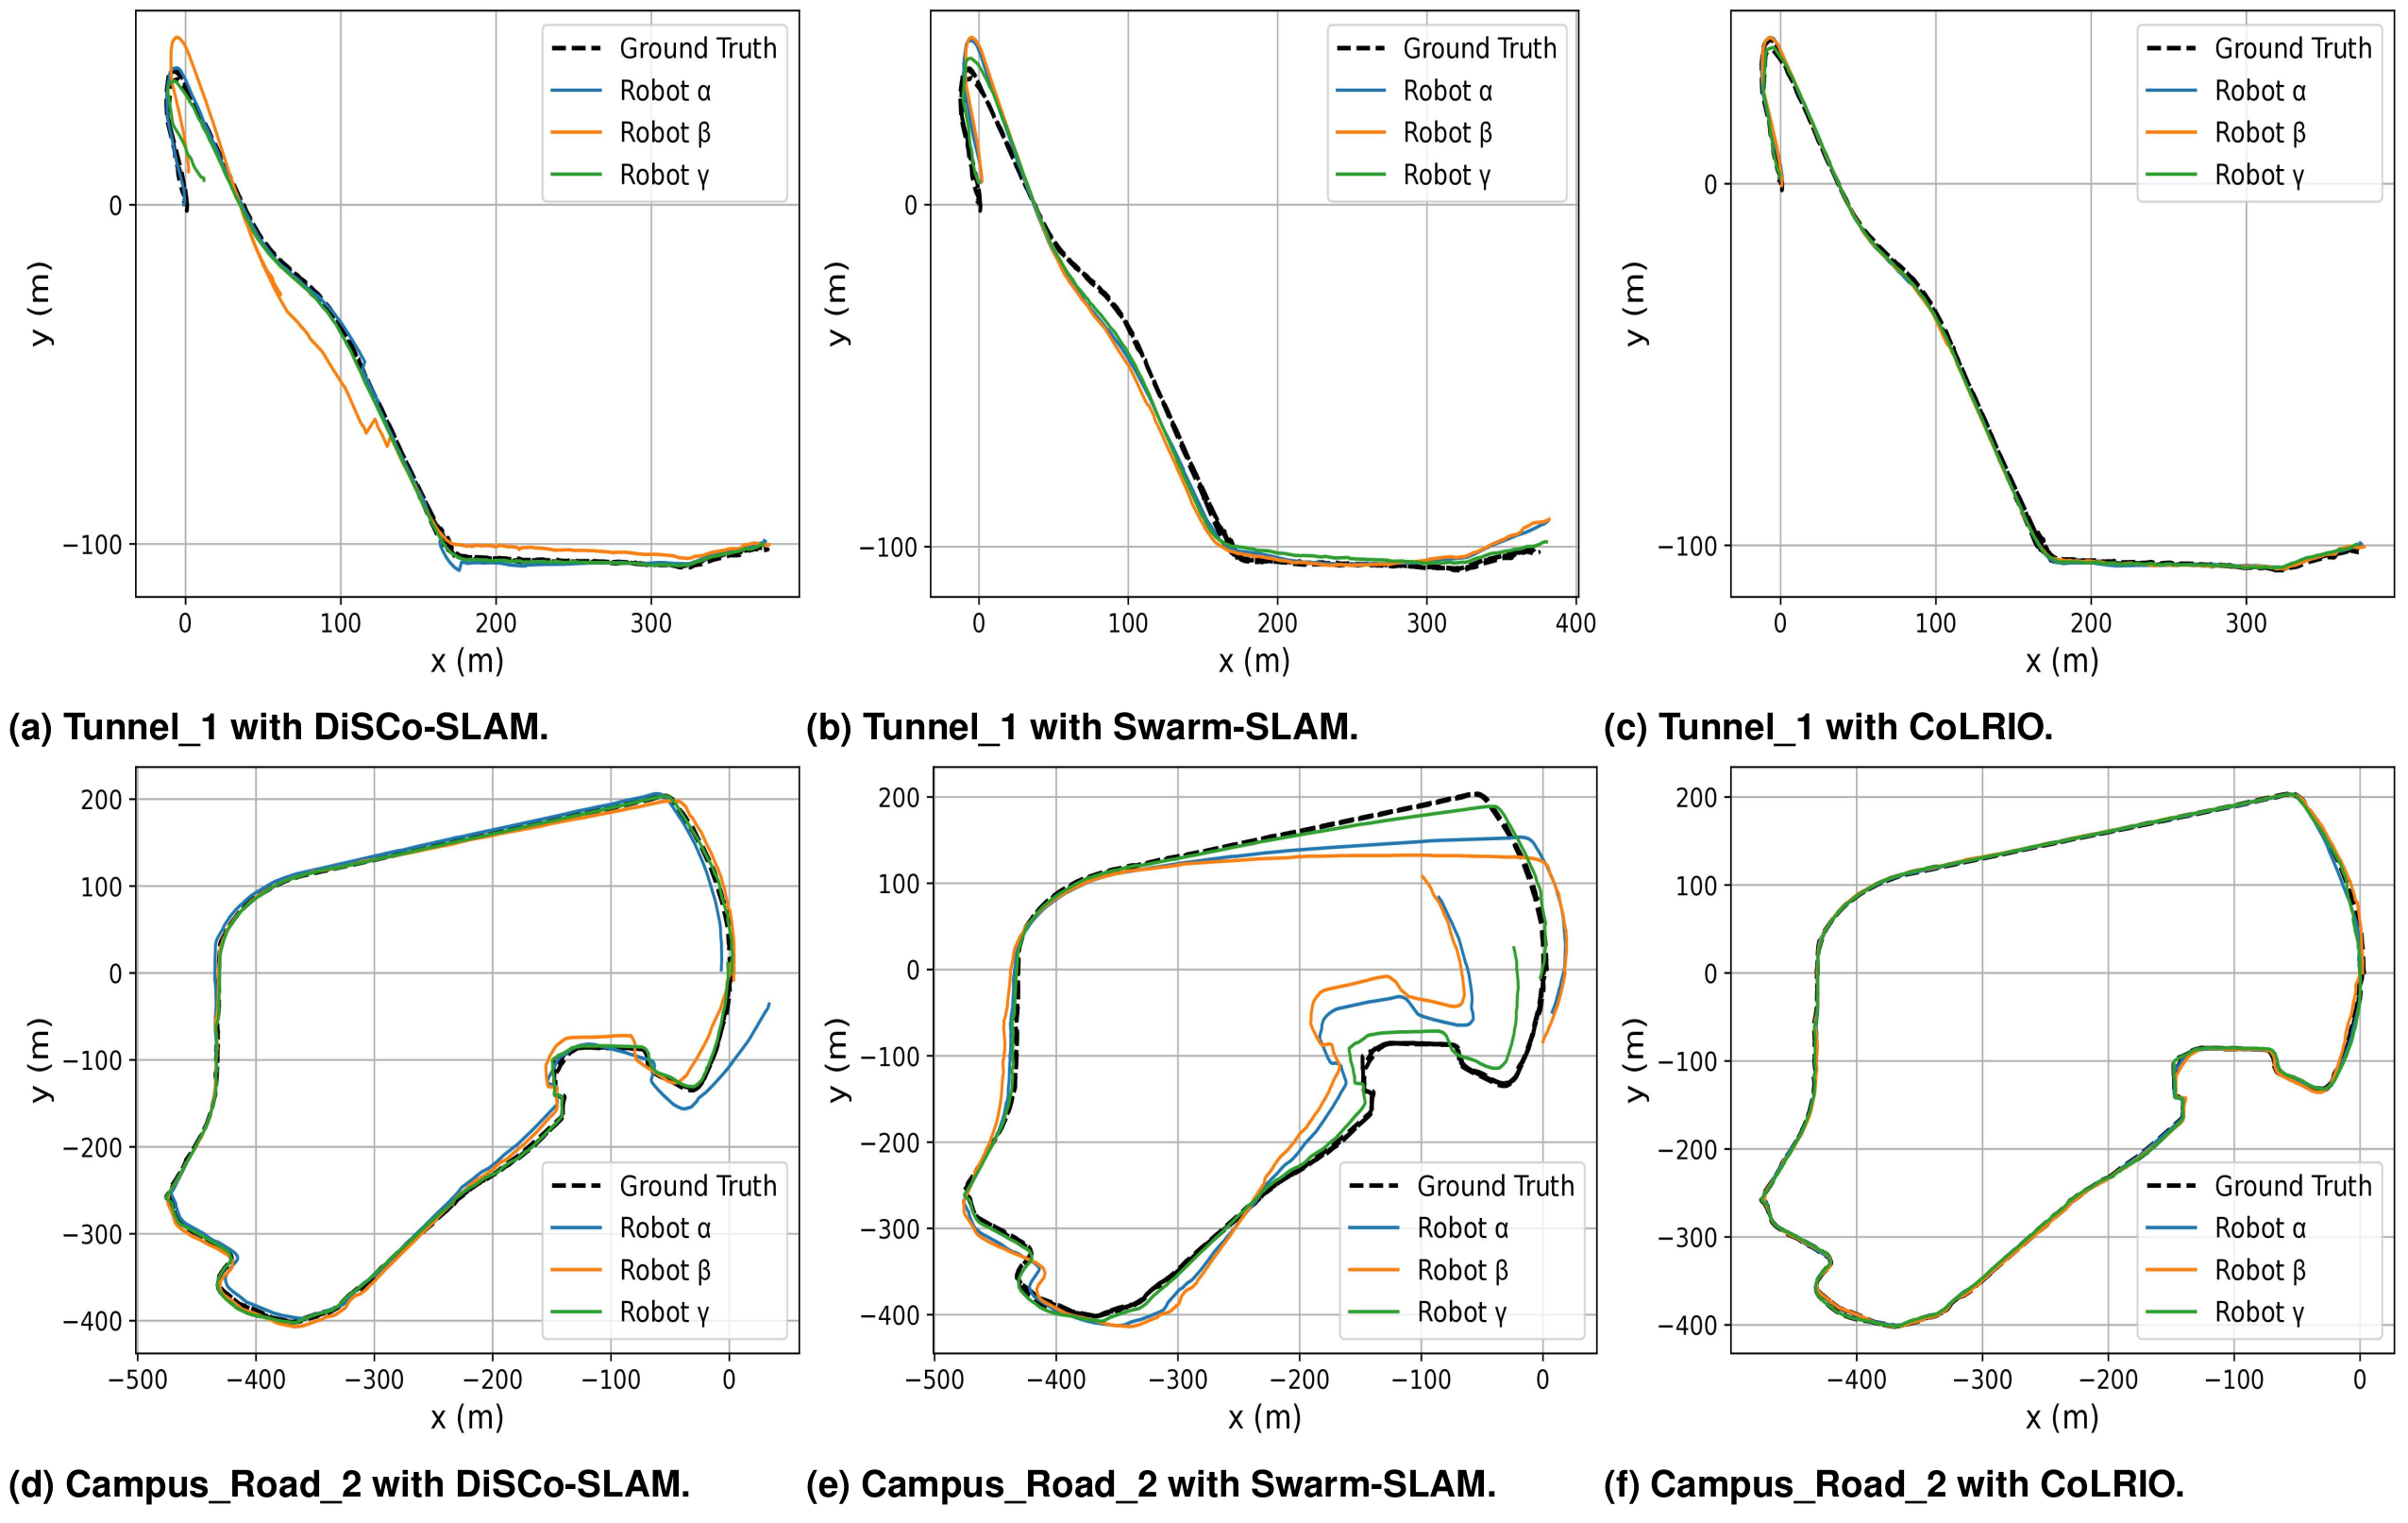 Ground Truth
Robot α
Robot β
Robot γ
0
−100
y (m)
0 100 200 300
x (m)
(a) Tunnel_1 with DiSCo-SLAM.
Ground Truth
Robot α
Robot β
Robot γ
0
−100
y (m)
0 100 200 300 400
x (m)
(b) Tunnel_1 with Swarm-SLAM.
Ground Truth
Robot α
Robot β
Robot γ
0
−100
y (m)
0 100 200 300
x (m)
(c) Tunnel_1 with CoLRIO.
200
100
0
−100
−200
−300
−400
y (m)
Ground Truth
Robot α
Robot β
Robot γ
−500 −400 −300 −200 −100 0
x (m)
(d) Campus_Road_2 with DiSCo-SLAM.
200
100
0
−100
−200
−300
−400
y (m)
Ground Truth
Robot α
Robot β
Robot γ
−500 −400 −300 −200 −100 0
x (m)
(e) Campus_Road_2 with Swarm-SLAM.
200
100
0
−100
−200
−300
−400
y (m)
Ground Truth
Robot α
Robot β
Robot γ
−400 −300 −200 −100 0
x (m)
(f) Campus_Road_2 with CoLRIO.